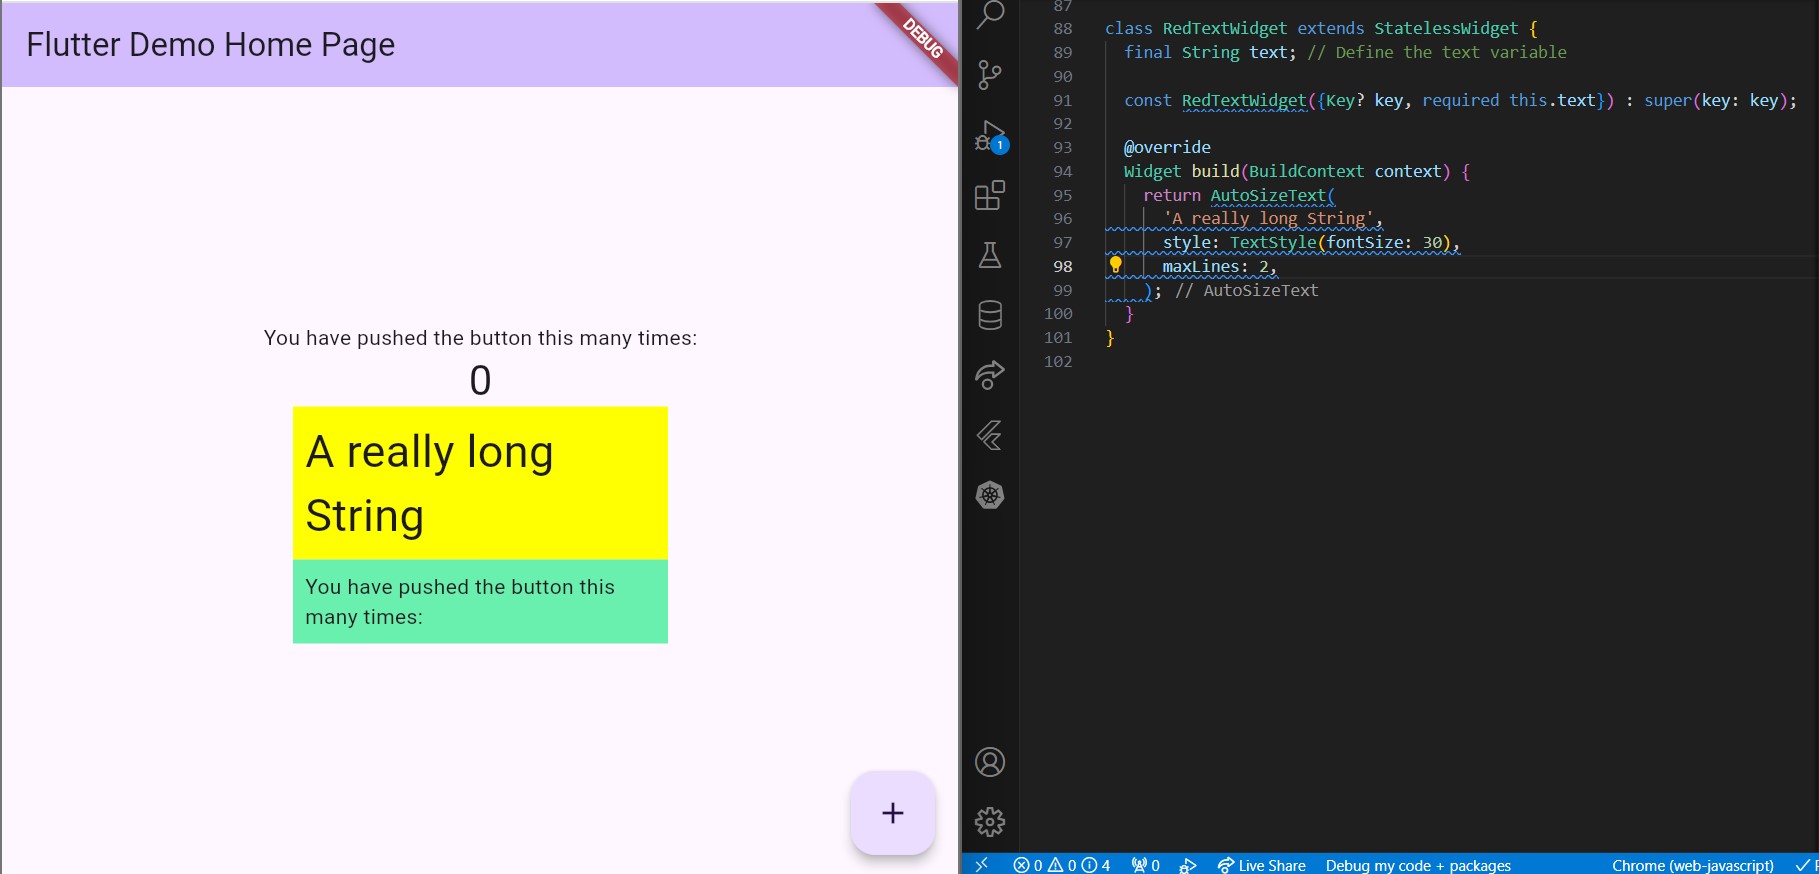 Flutter Demo Home Page
DEBUG
You have pushed the button this many times:
0
A really long
String
You have pushed the button this
many times:
+
1
87
88 class RedTextWidget extends StatelessWidget {
89 final String text; // Define the text variable
90
91 const RedTextWidget({Key? key, required this.text}) : super(key: key);
92
93 @override
94 Widget build(BuildContext context) {
95 return AutoSizeText(
96 'A really long String',
97 style: TextStyle(fontSize: 30),
98 maxLines: 2,
99 ); // AutoSizeText
100 }
101 }
102
0 0 4 0 Live Share Debug my code + packages Chrome (web-javascript)